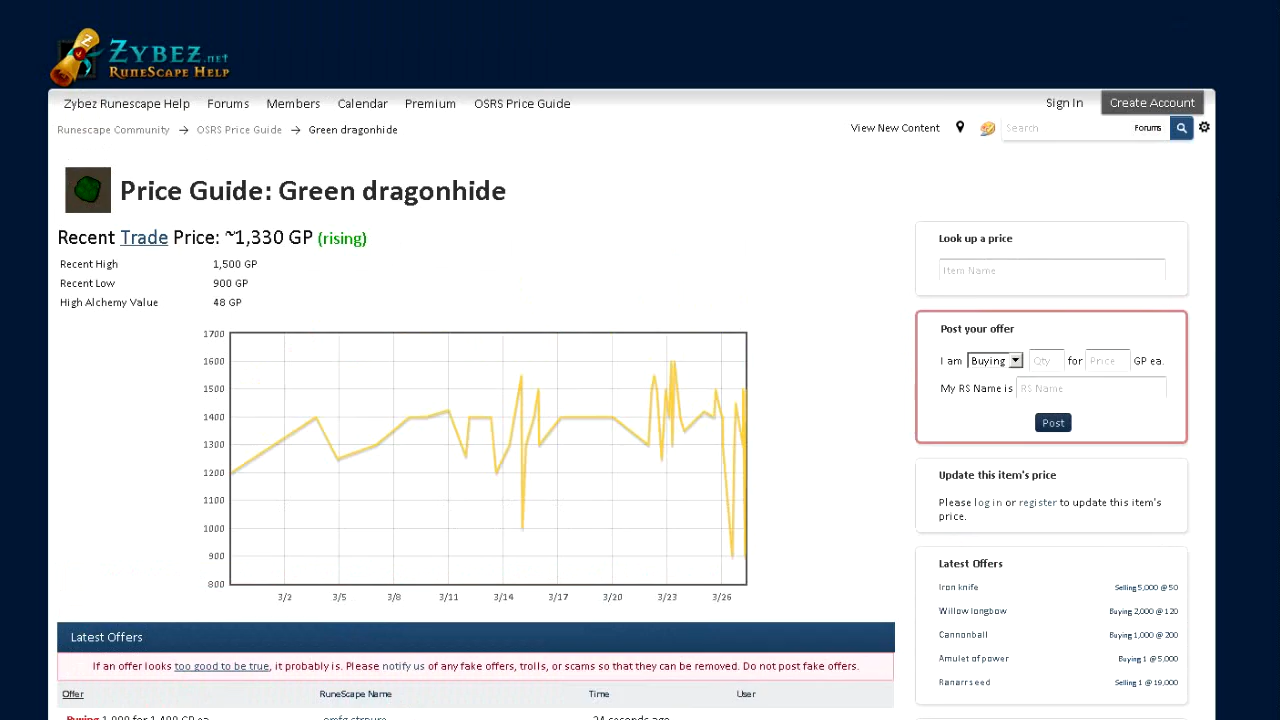 ZYBEZ.net
RUNESCAPE HELP
Zybez Runescape Help Forums Members Calendar Premium OSRS Price Guide
Sign In Create Account
Runescape Community → OSRS Price Guide → Green dragonhide
View New Content Search Forums
Price Guide: Green dragonhide
Recent Trade Price: ~1,330 GP (rising)
Recent High 1,500 GP
Recent Low 900 GP
High Alchemy Value 48 GP
1700
1600
1500
1400
1300
1200
1100
1000
900
800
3/2 3/5 3/8 3/11 3/14 3/17 3/20 3/23 3/26
Latest Offers
If an offer looks too good to be true, it probably is. Please notify us of any fake offers, trolls, or scams so that they can be removed. Do not post fake offers.
Offer RuneScape Name Time User
Look up a price
Item Name
Post your offer
I am Buying Qty for Price GP ea.
My RS Name is RS Name
Post
Update this item's price
Please log in or register to update this item's
price.
Latest Offers
Iron knife Selling 5,000 @ 50
Willow longbow Buying 2,000 @ 120
Cannonball Buying 1,000 @ 200
Amulet of power Buying 1 @ 5,000
Ranarr seed Selling 1 @ 19,000